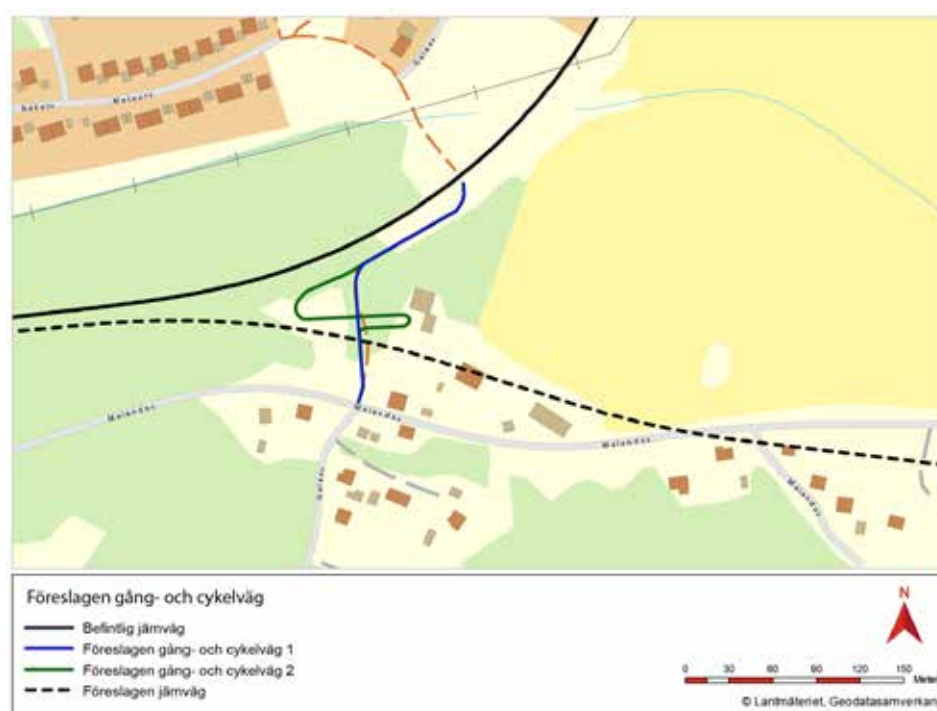 Föreslagen gång- och cykelväg
Befintlig järnväg
Föreslagen gång- och cykelväg 1
Föreslagen gång- och cykelväg 2
Föreslagen järnväg
N
0 30 60 90 120 150
Meter
© Lantmäteriet, Geodatasamverkan